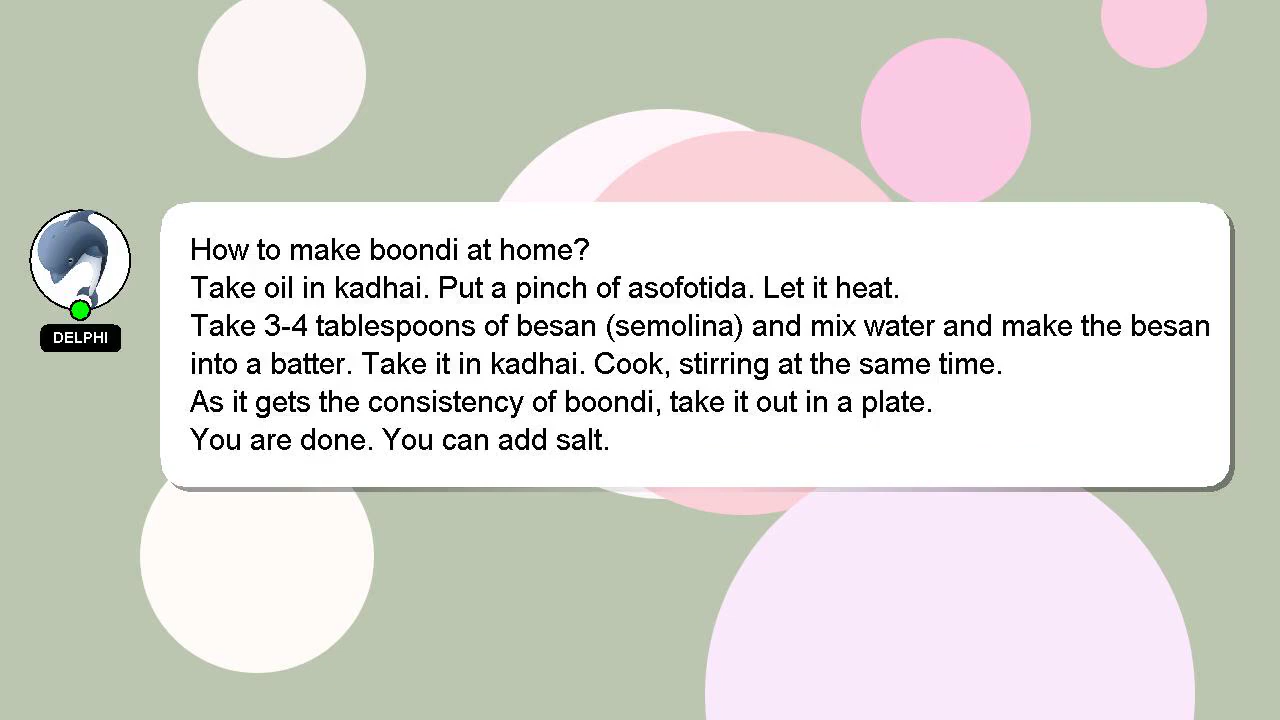 How to make boondi at home?
Take oil in kadhai. Put a pinch of asofotida. Let it heat.
Take 3-4 tablespoons of besan (semolina) and mix water and make the besan
into a batter. Take it in kadhai. Cook, stirring at the same time.
As it gets the consistency of boondi, take it out in a plate.
You are done. You can add salt.
DELPHI